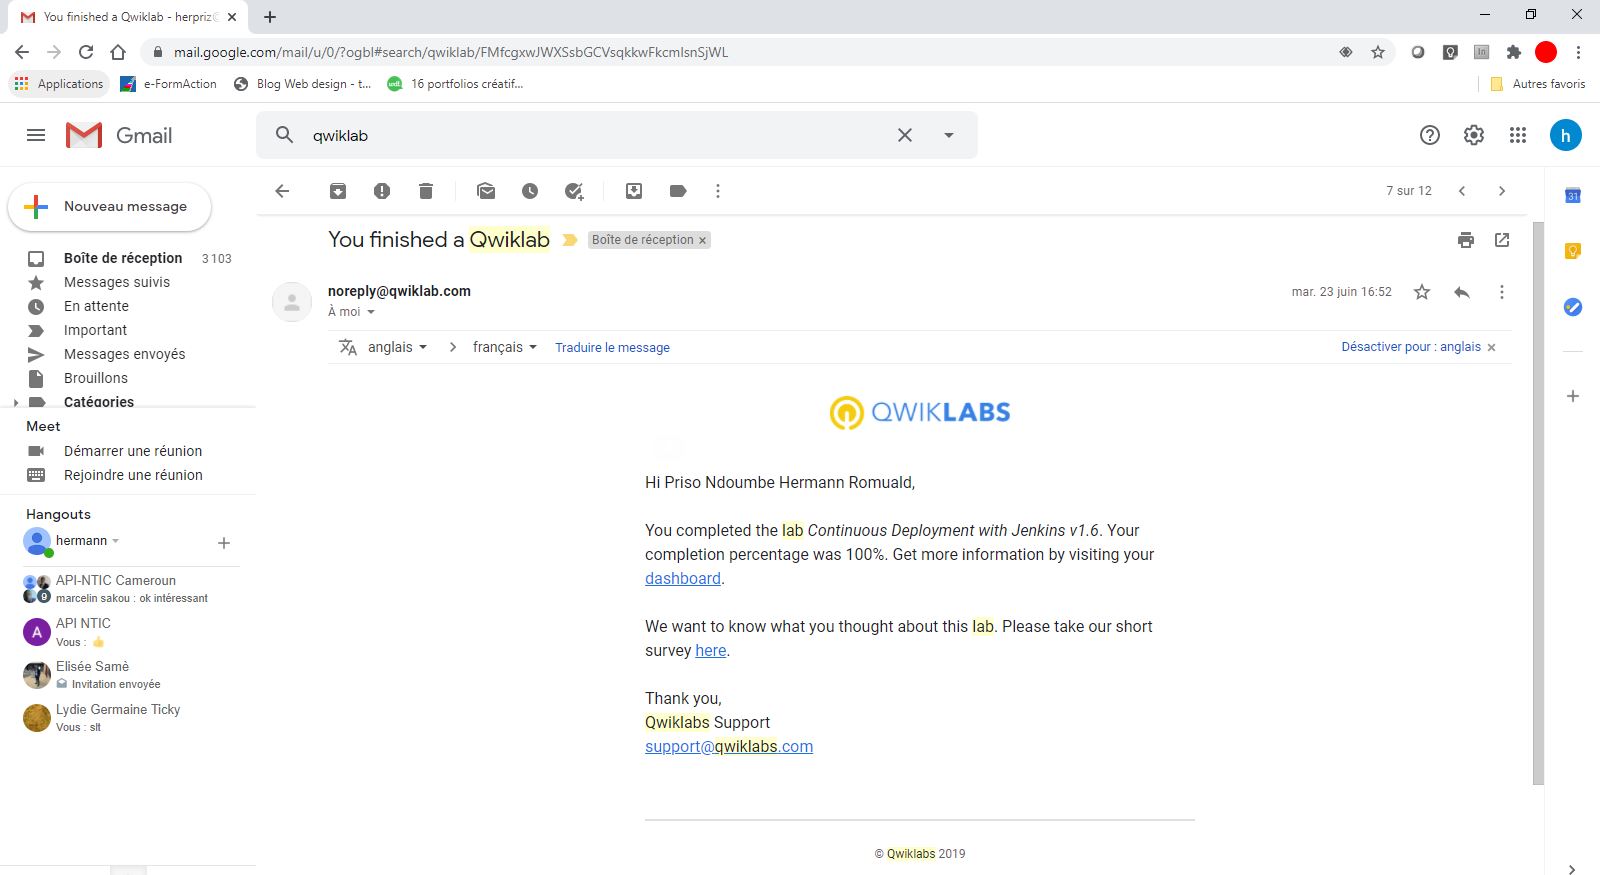 You finished a Qwiklab - herpriz@
mail.google.com/mail/u/0/?ogbl#search/qwiklab/FMfcgxwJWXSsbGCVsqkkwFkcmlsnSjWL
Applications
e-FormAction
Blog Web design - t...
16 portfolios créatif...
Autres favoris
Gmail
qwiklab
h
Nouveau message
7 sur 12
31
You finished a Qwiklab
Boîte de réception x
Boîte de réception 3 103
Messages suivis
En attente
Important
Messages envoyés
Brouillons
Catégories
noreply@qwiklab.com
À moi
mar. 23 juin 16:52
anglais > français Traduire le message
Désactiver pour : anglais x
QWIKLABS
Meet
Démarrer une réunion
Rejoindre une réunion
Hangouts
hermann
API-NTIC Cameroun
marcelin sakou : ok intéressant
9
A
API NTIC
Vous : 👍
Elisée Samè
Invitation envoyée
Lydie Germaine Ticky
Vous : slt
Hi Priso Ndoumbe Hermann Romuald,
You completed the lab Continuous Deployment with Jenkins v1.6. Your
completion percentage was 100%. Get more information by visiting your
dashboard.
We want to know what you thought about this lab. Please take our short
survey here.
Thank you,
Qwiklabs Support
support@qwiklabs.com
© Qwiklabs 2019